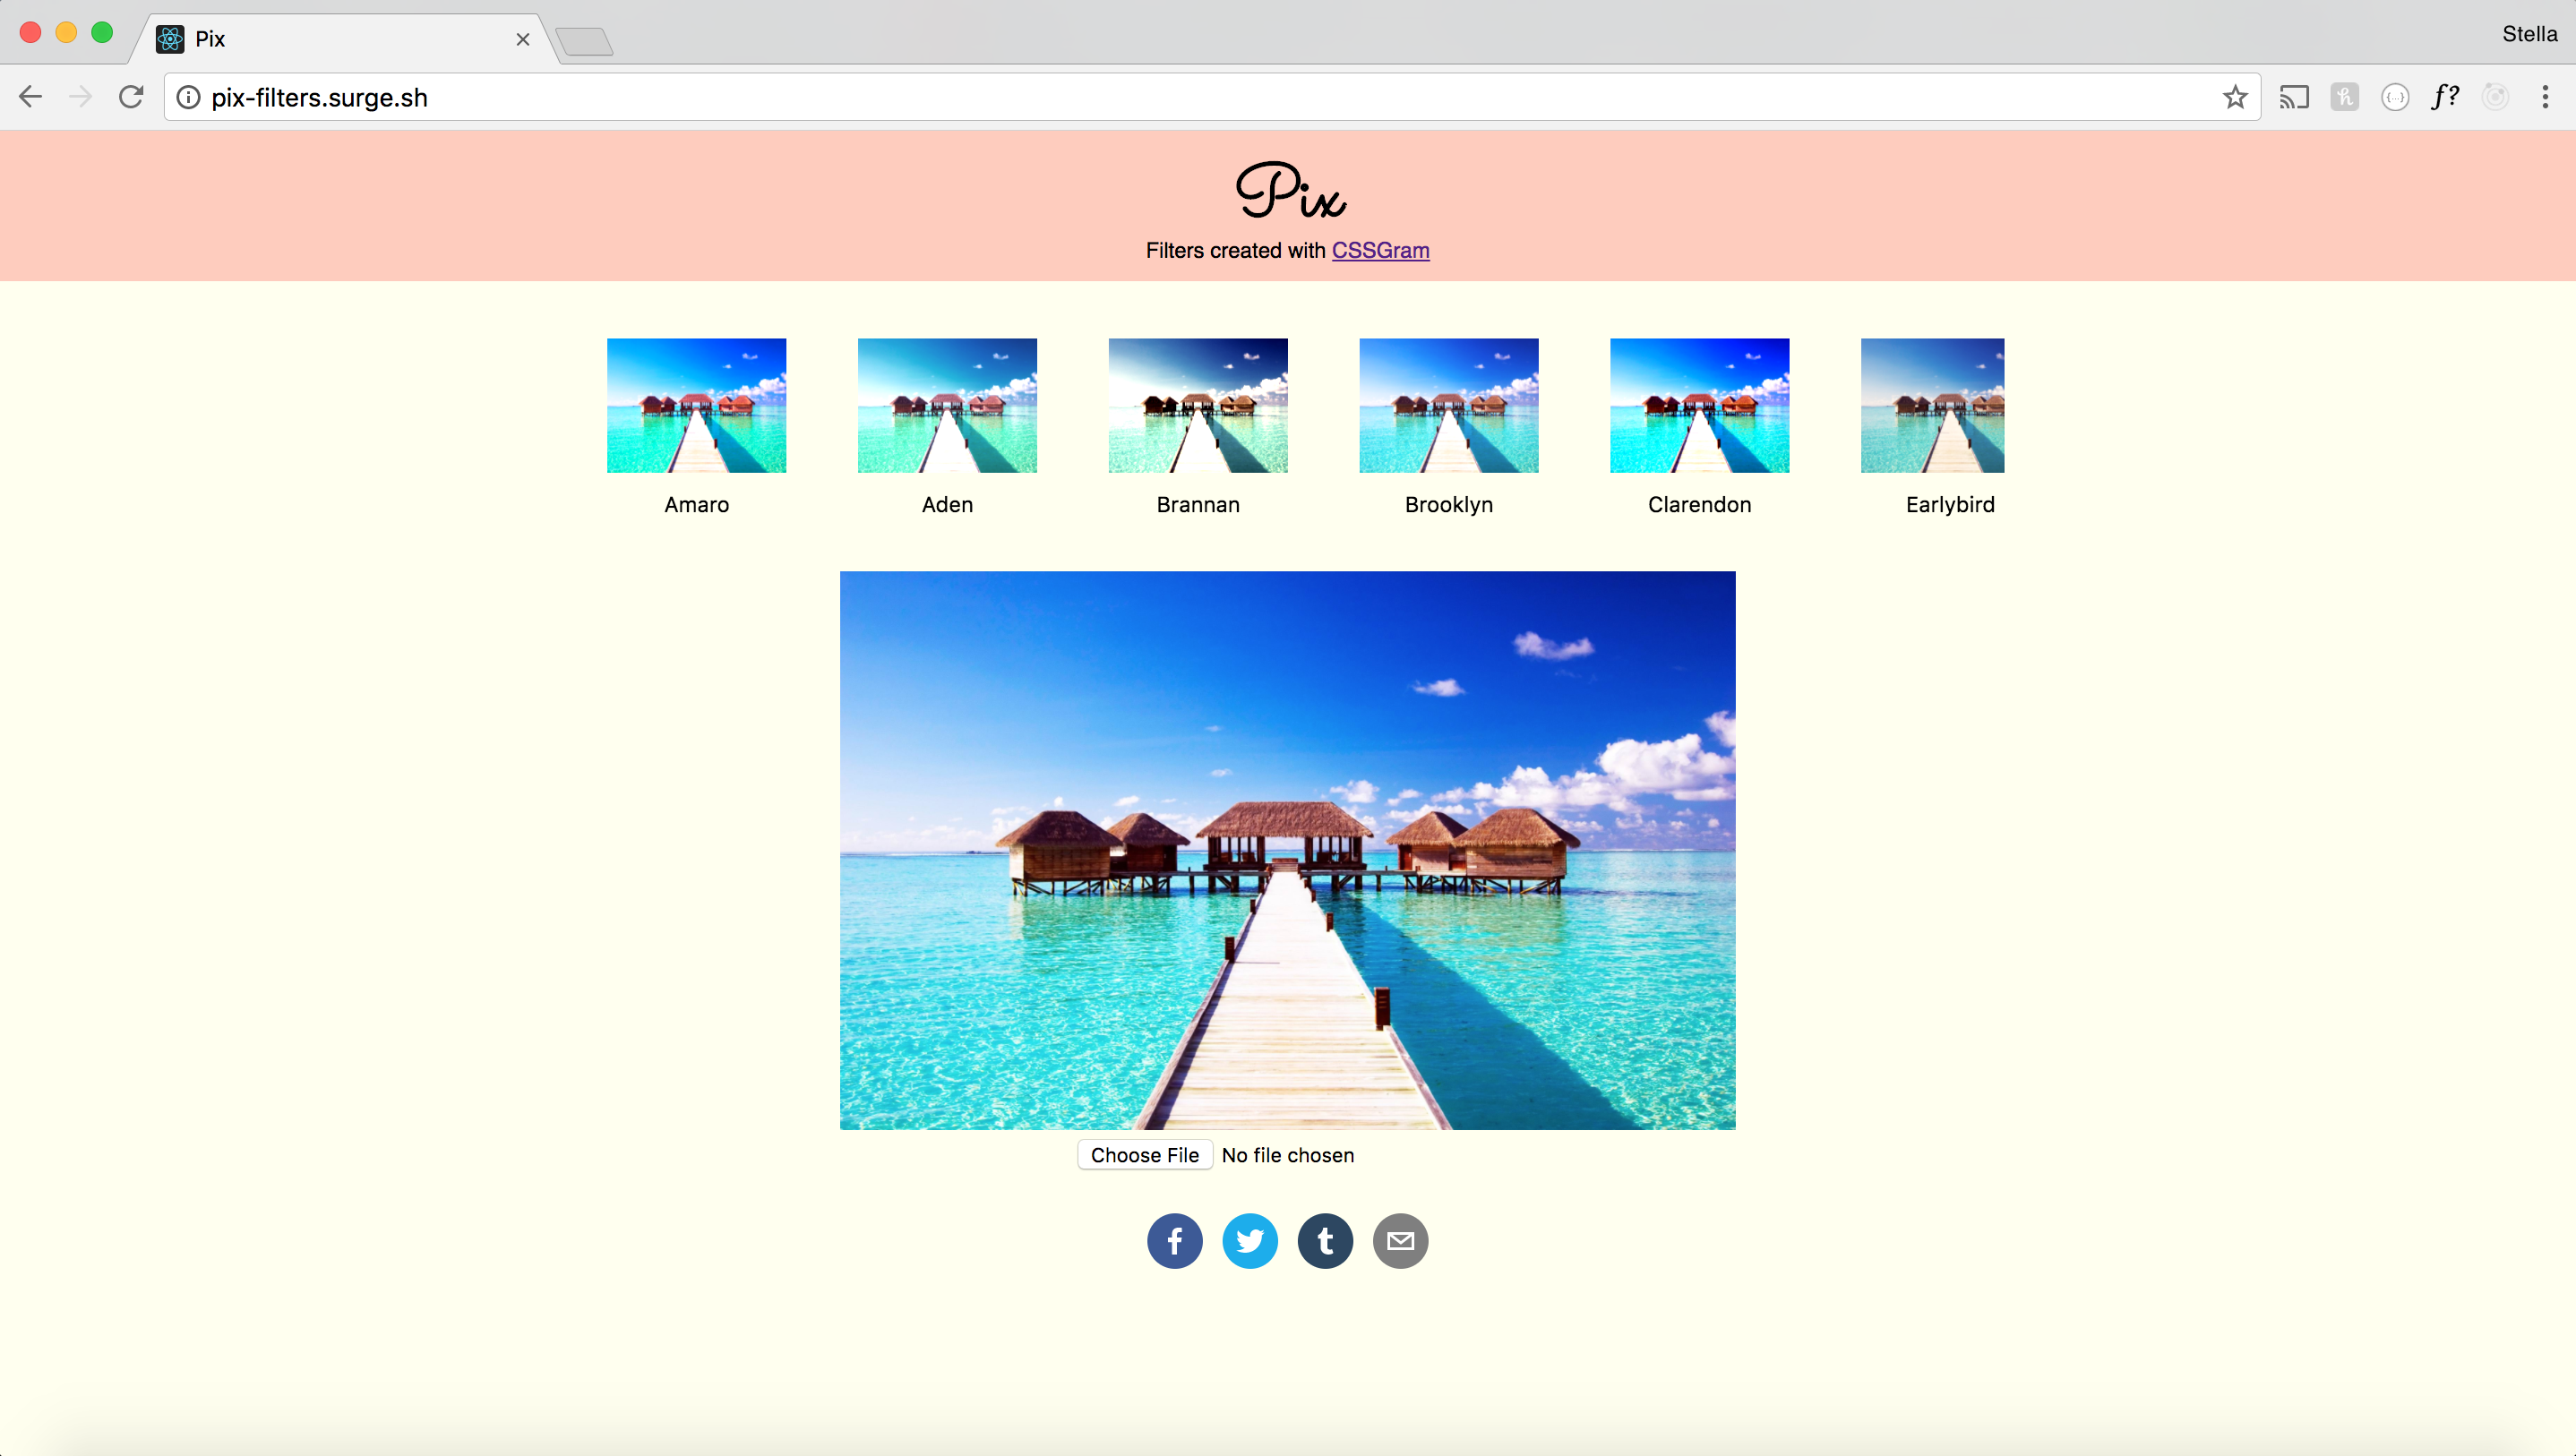 Pix
Stella
pix-filters.surge.sh
f?
Pix
Filters created with CSSGram
Amaro
Aden
Brannan
Brooklyn
Clarendon
Earlybird
Choose File No file chosen